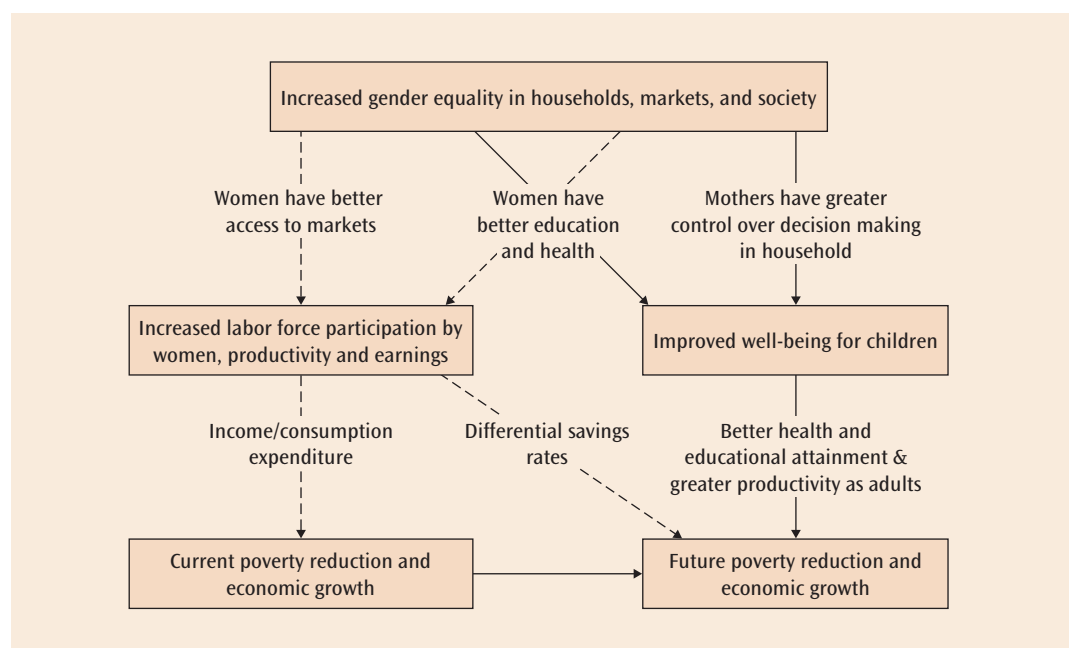 Increased gender equality in households, markets, and society
Women have better
access to markets
Women have
better education
and health
Mothers have greater
control over decision making
in household
Increased labor force participation by
women, productivity and earnings
Improved well-being for children
Income/consumption
expenditure
Differential savings
rates
Better health and
educational attainment &
greater productivity as adults
Current poverty reduction and
economic growth
Future poverty reduction and
economic growth